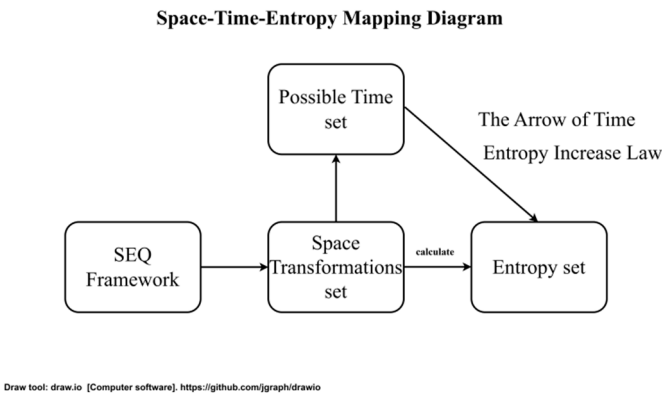 Space-Time-Entropy Mapping Diagram
Possible Time
set
The Arrow of Time
Entropy Increase Law
SEQ
Framework
Space
Transformations
set
calculate
Entropy set
Draw tool: draw.io [Computer software]. https://github.com/jgraph/drawio